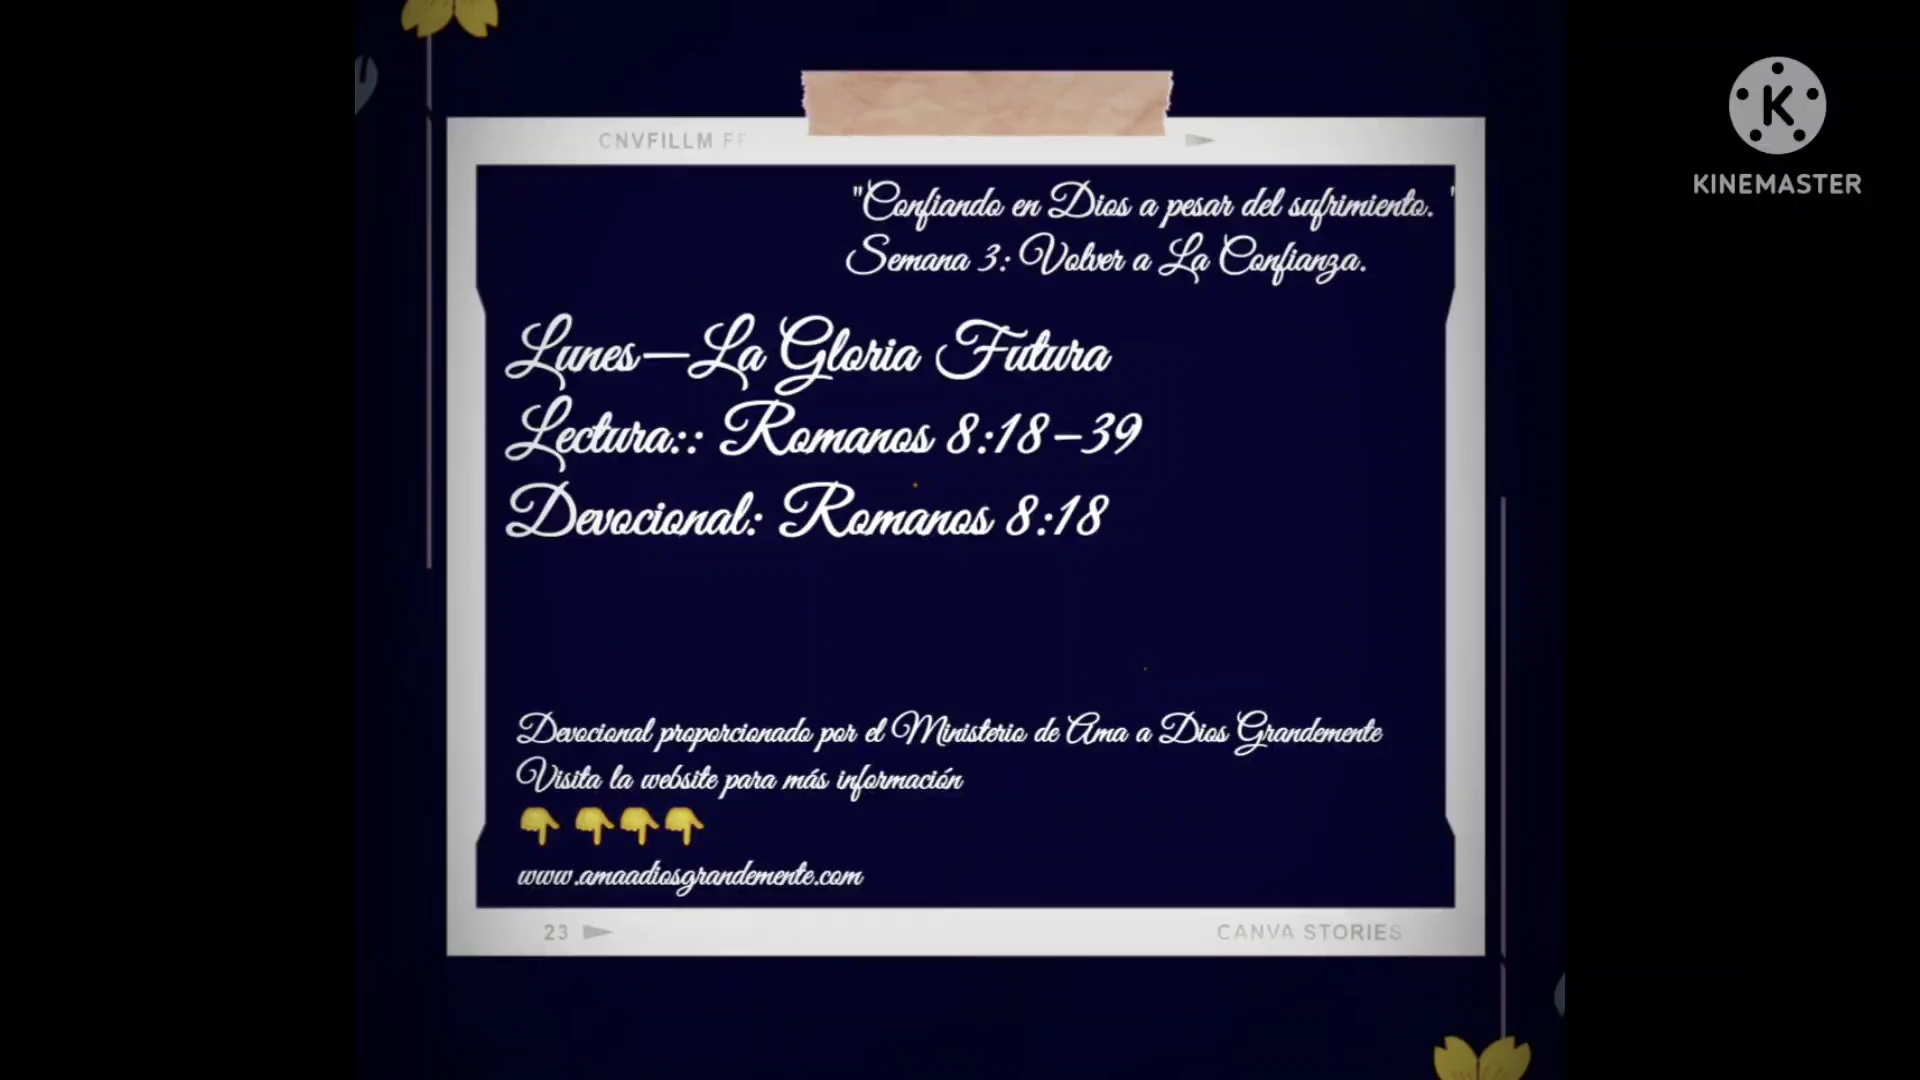 KINEMASTER
CNVFILLM FF
"Confiando en Dios a pesar del sufrimiento. "
Semana 3: Volver a La Confianza.
Lunes—La Gloria Futura
Lectura:: Romanos 8:18–39
Devocional: Romanos 8:18
Devocional proporcionado por el Ministerio de Ama a Dios Grandemente
Visita la website para más información
👇 👇👇👇
www.amaadiosgrandemente.com
23
CANVA STORIES